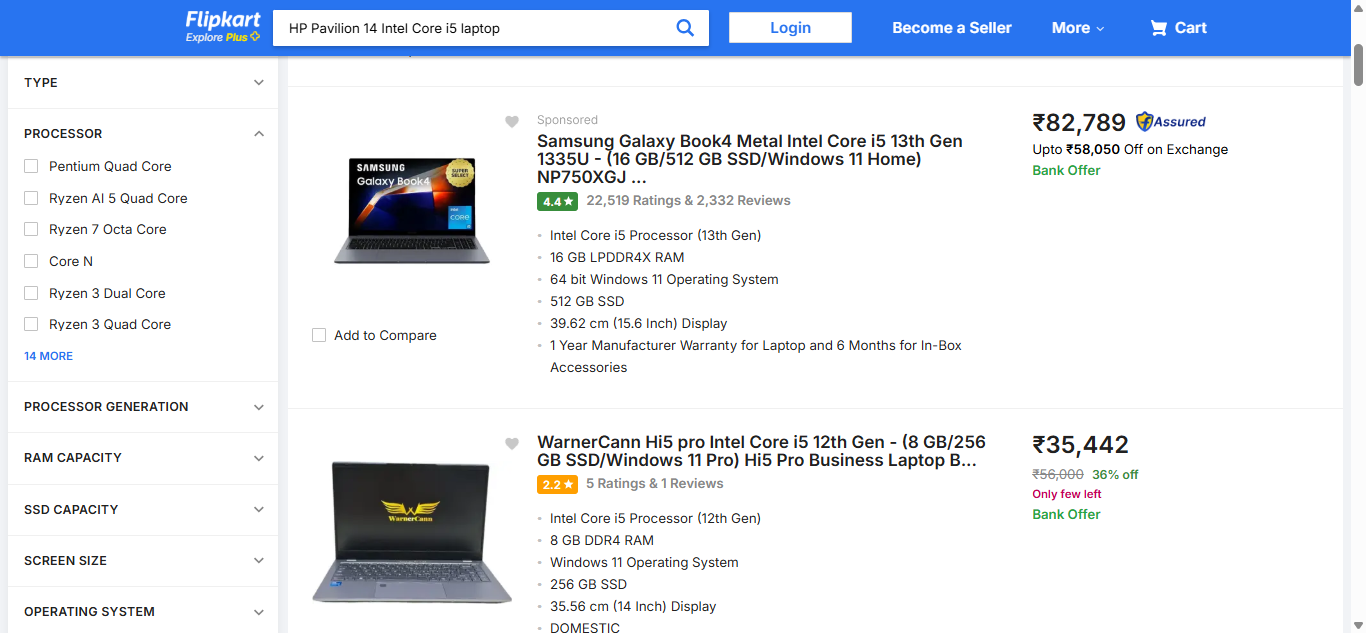 Flipkart
Explore Plus
HP Pavilion 14 Intel Core i5 laptop
Login
Become a Seller
More
Cart
TYPE
PROCESSOR
Pentium Quad Core
Ryzen AI 5 Quad Core
Ryzen 7 Octa Core
Core N
Ryzen 3 Dual Core
Ryzen 3 Quad Core
14 MORE
PROCESSOR GENERATION
RAM CAPACITY
SSD CAPACITY
SCREEN SIZE
OPERATING SYSTEM
SAMSUNG
Galaxy Book4
SUPER
SELECT
intel
CORE
i5
Add to Compare
Sponsored
Samsung Galaxy Book4 Metal Intel Core i5 13th Gen
1335U - (16 GB/512 GB SSD/Windows 11 Home)
NP750XGJ ...
4.4★ 22,519 Ratings & 2,332 Reviews
Intel Core i5 Processor (13th Gen)
16 GB LPDDR4X RAM
64 bit Windows 11 Operating System
512 GB SSD
39.62 cm (15.6 Inch) Display
1 Year Manufacturer Warranty for Laptop and 6 Months for In-Box
Accessories
₹82,789 Assured
Upto ₹58,050 Off on Exchange
Bank Offer
WarnerCann
WarnerCann Hi5 pro Intel Core i5 12th Gen - (8 GB/256
GB SSD/Windows 11 Pro) Hi5 Pro Business Laptop B...
2.2★ 5 Ratings & 1 Reviews
Intel Core i5 Processor (12th Gen)
8 GB DDR4 RAM
Windows 11 Operating System
256 GB SSD
35.56 cm (14 Inch) Display
DOMESTIC
₹35,442
₹56,000 36% off
Only few left
Bank Offer